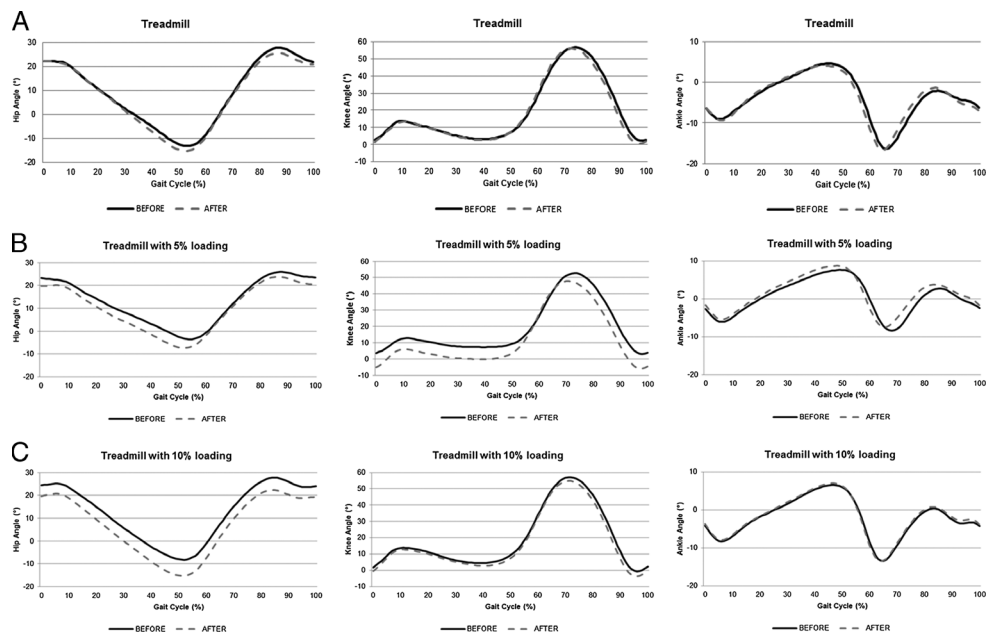 A
Treadmill
Hip Angle (°)
30
20
10
0
-10
-20
0 10 20 30 40 50 60 70 80 90 100
Gait Cycle (%)
BEFORE AFTER
Treadmill
Knee Angle (°)
60
50
40
30
20
10
0
-10
0 10 20 30 40 50 60 70 80 90 100
Gait Cycle (%)
BEFORE AFTER
Treadmill
Ankle Angle (°)
10
0
-10
-20
0 10 20 30 40 50 60 70 80 90 100
Gait Cycle (%)
BEFORE AFTER
B
Treadmill with 5% loading
Hip Angle (°)
30
20
10
0
-10
-20
0 10 20 30 40 50 60 70 80 90 100
Gait Cycle (%)
BEFORE AFTER
Treadmill with 5% loading
Knee Angle (°)
60
50
40
30
20
10
0
-10
0 10 20 30 40 50 60 70 80 90 100
Gait Cycle (%)
BEFORE AFTER
Treadmill with 5% loading
Ankle Angle (°)
10
0
-10
-20
0 10 20 30 40 50 60 70 80 90 100
Gait Cycle (%)
BEFORE AFTER
C
Treadmill with 10% loading
Hip Angle (°)
30
20
10
0
-10
-20
0 10 20 30 40 50 60 70 80 90 100
Gait Cycle (%)
BEFORE AFTER
Treadmill with 10% loading
Knee Angle (°)
60
50
40
30
20
10
0
-10
0 10 20 30 40 50 60 70 80 90 100
Gait Cycle (%)
BEFORE AFTER
Treadmill with 10% loading
Ankle Angle (°)
10
0
-10
-20
0 10 20 30 40 50 60 70 80 90 100
Gait Cycle (%)
BEFORE AFTER